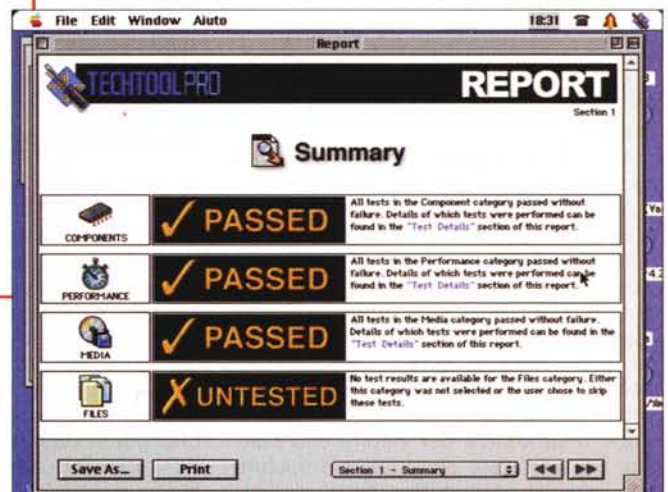 File Edit Window Aiuto 18:31
Report
TECHTOOLPRO REPORT
Section 1
Summary
COMPONENTS
✓ PASSED
All tests in the Component category passed without
failure. Details of which tests were performed can be
found in the "Test Details" section of this report.
PERFORMANCE
✓ PASSED
All tests in the Performance category passed without
failure. Details of which tests were performed can be
found in the "Test Details" section of this report.
MEDIA
✓ PASSED
All tests in the Media category passed without failure.
Details of which tests were performed can be found in the
"Test Details" section of this report.
FILES
✗ UNTESTED
No test results are available for the Files category. Either
this category was not selected or the user chose to skip
these tests.
Save As... Print Section 1 - Summary